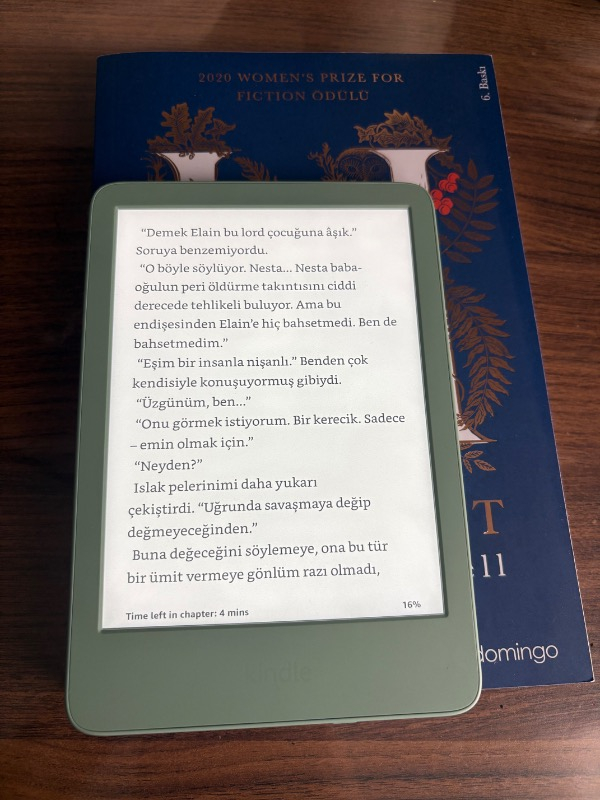 2020 WOMEN'S PRIZE FOR
FICTION ÖDÜLÜ
6. Baskı
“Demek Elain bu lord çocuğuna âşık.”
Soruya benzemiyordu.
“O böyle söylüyor. Nesta... Nesta baba-
oğulun peri öldürme takıntısını ciddi
derecede tehlikeli buluyor. Ama bu
endişesinden Elain’e hiç bahsetmedi. Ben de
bahsetmedim.”
“Eşim bir insanla nişanlı.” Benden çok
kendisiyle konuşuyormuş gibiydi.
“Üzgünüm, ben...”
“Onu görmek istiyorum. Bir kerecik. Sadece
– emin olmak için.”
“Neyden?”
Islak pelerinimi daha yukarı
çekiştirdi. “Uğrunda savaşmaya değip
değmeyeceğinden.”
Buna değeceğini söylemeye, ona bu tür
bir ümit vermeye gönlüm razı olmadı,
Time left in chapter: 4 mins
16%
kindle
T
ell
domingo